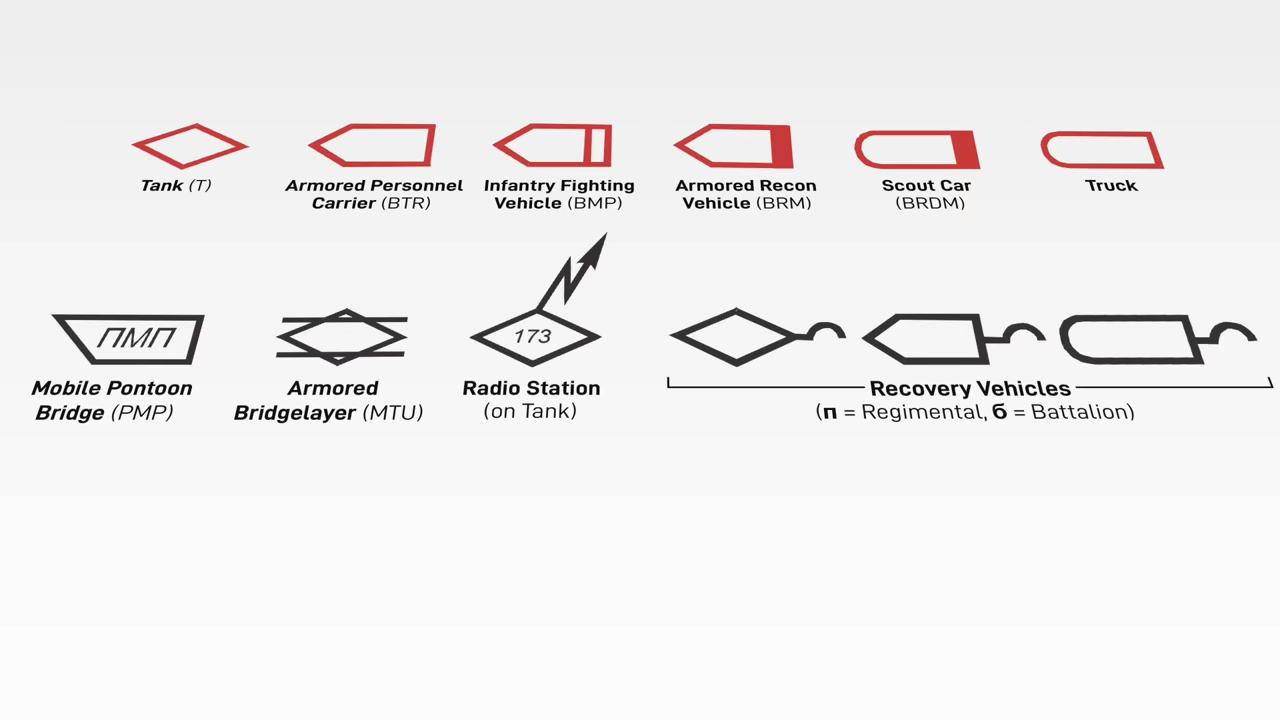 Tank (T)
Armored Personnel
Carrier (BTR)
Infantry Fighting
Vehicle (BMP)
Armored Recon
Vehicle (BRM)
Scout Car
(BRDM)
Truck
ПМП
Mobile Pontoon
Bridge (PMP)
Armored
Bridgelayer (MTU)
173
Radio Station
(on Tank)
Recovery Vehicles
(п = Regimental, б = Battalion)